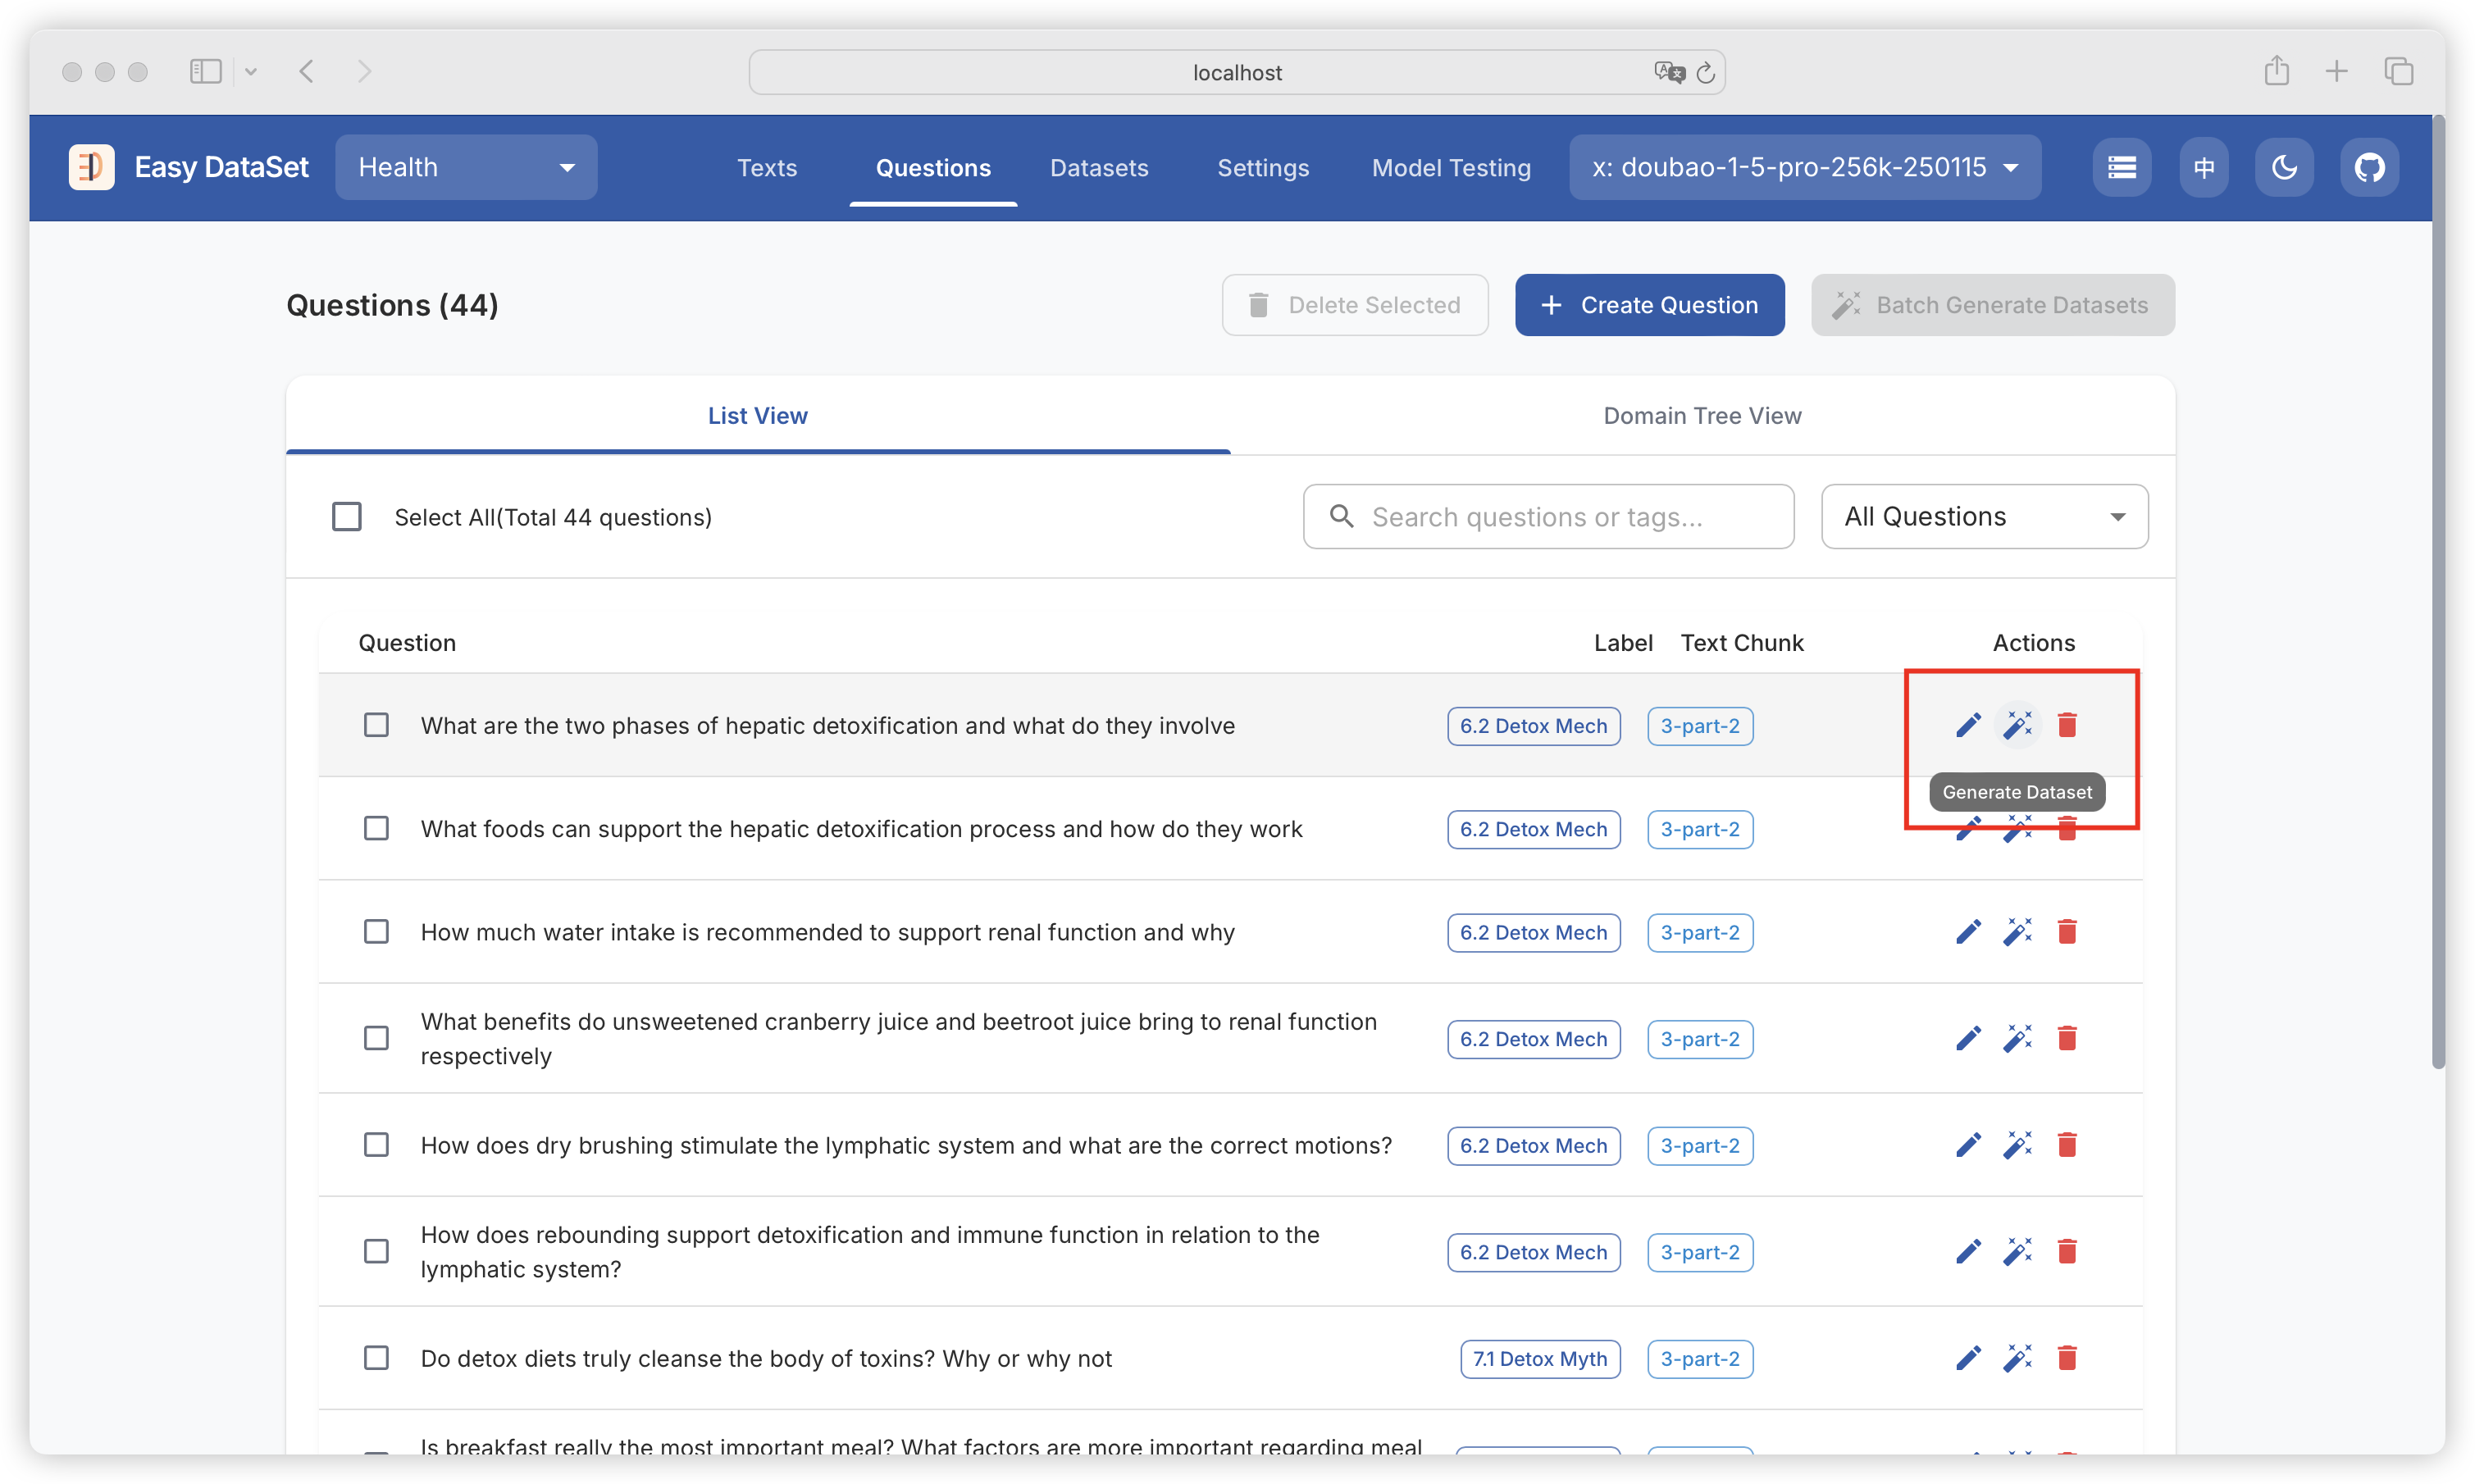 localhost
Easy DataSet
Health
Texts
Questions
Datasets
Settings
Model Testing
x: doubao-1-5-pro-256k-250115
中
Questions (44)
Delete Selected
Create Question
Batch Generate Datasets
List View
Domain Tree View
Select All(Total 44 questions)
Search questions or tags...
All Questions
Question
Label
Text Chunk
Actions
What are the two phases of hepatic detoxification and what do they involve
6.2 Detox Mech
3-part-2
Generate Dataset
What foods can support the hepatic detoxification process and how do they work
6.2 Detox Mech
3-part-2
How much water intake is recommended to support renal function and why
6.2 Detox Mech
3-part-2
What benefits do unsweetened cranberry juice and beetroot juice bring to renal function
respectively
6.2 Detox Mech
3-part-2
How does dry brushing stimulate the lymphatic system and what are the correct motions?
6.2 Detox Mech
3-part-2
How does rebounding support detoxification and immune function in relation to the
lymphatic system?
6.2 Detox Mech
3-part-2
Do detox diets truly cleanse the body of toxins? Why or why not
7.1 Detox Myth
3-part-2
Is breakfast really the most important meal? What factors are more important regarding meal